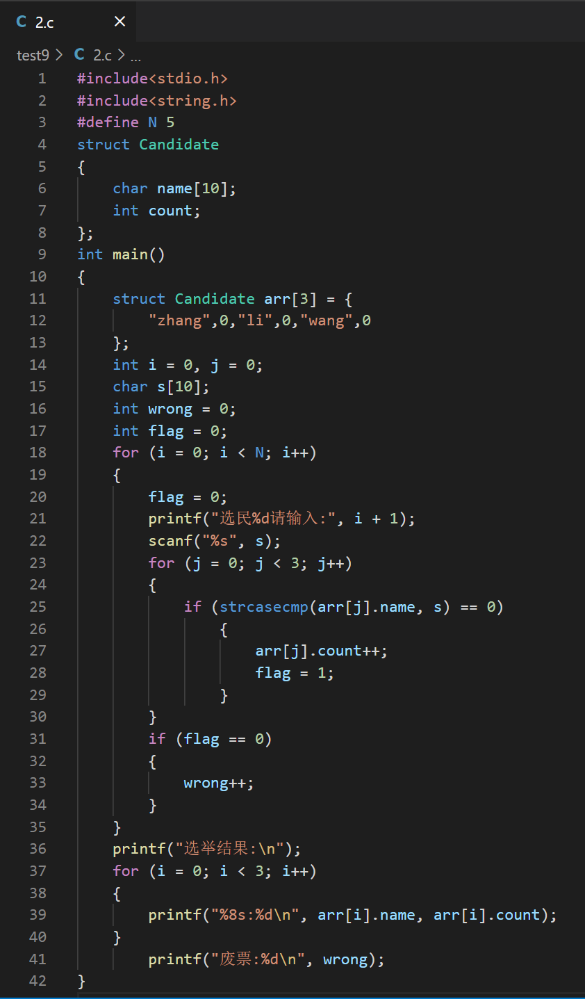 C 2.c ×
test9 > C 2.c > ...
1 #include<stdio.h>
2 #include<string.h>
3 #define N 5
4 struct Candidate
5 {
6     char name[10];
7     int count;
8 };
9 int main()
10 {
11     struct Candidate arr[3] = {
12         "zhang",0,"li",0,"wang",0
13     };
14     int i = 0, j = 0;
15     char s[10];
16     int wrong = 0;
17     int flag = 0;
18     for (i = 0; i < N; i++)
19     {
20         flag = 0;
21         printf("选民%d请输入:", i + 1);
22         scanf("%s", s);
23         for (j = 0; j < 3; j++)
24         {
25             if (strcasecmp(arr[j].name, s) == 0)
26                 {
27                     arr[j].count++;
28                     flag = 1;
29                 }
30         }
31         if (flag == 0)
32         {
33             wrong++;
34         }
35     }
36     printf("选举结果:\n");
37     for (i = 0; i < 3; i++)
38     {
39         printf("%8s:%d\n", arr[i].name, arr[i].count);
40     }
41         printf("废票:%d\n", wrong);
42 }